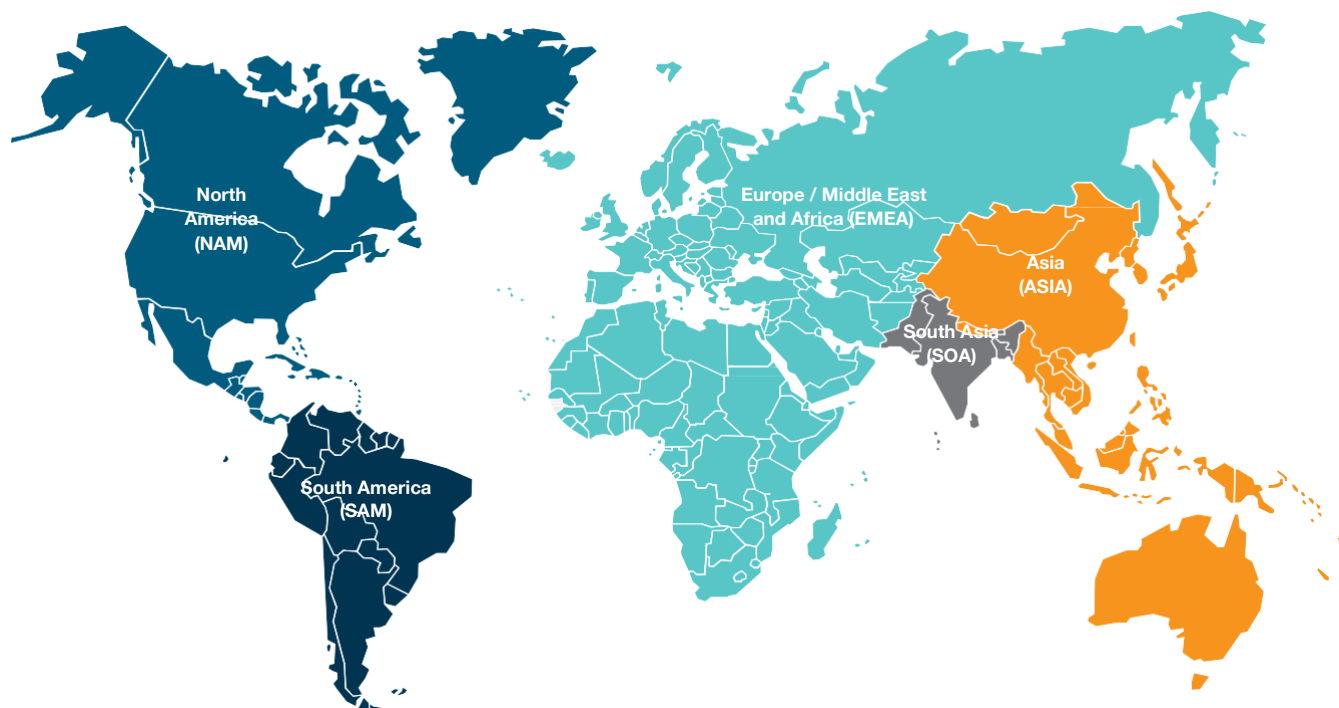 North
America
(NAM)
Europe / Middle East
and Africa (EMEA)
Asia
(ASIA)
South Asia
(SOA)
South America
(SAM)